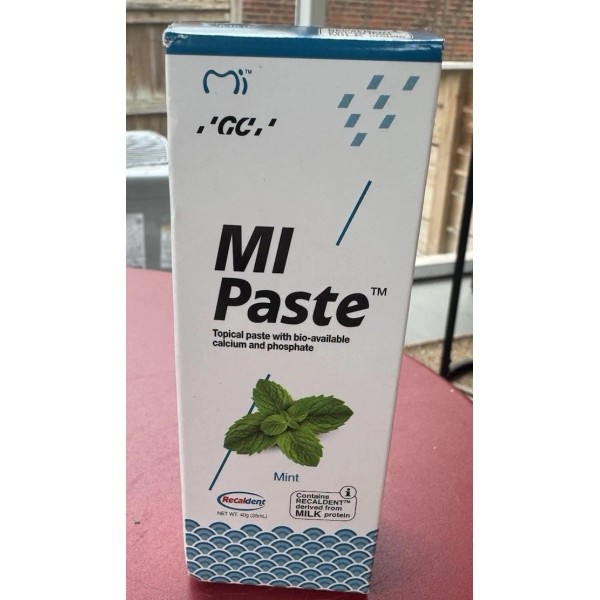 Mi™
GC
MI
Paste™
Topical paste with bio-available
calcium and phosphate
Mint
Recaldent
NET WT. 40g (35mL)
Contains
RECALDENT™
derived from
MILK protein
i